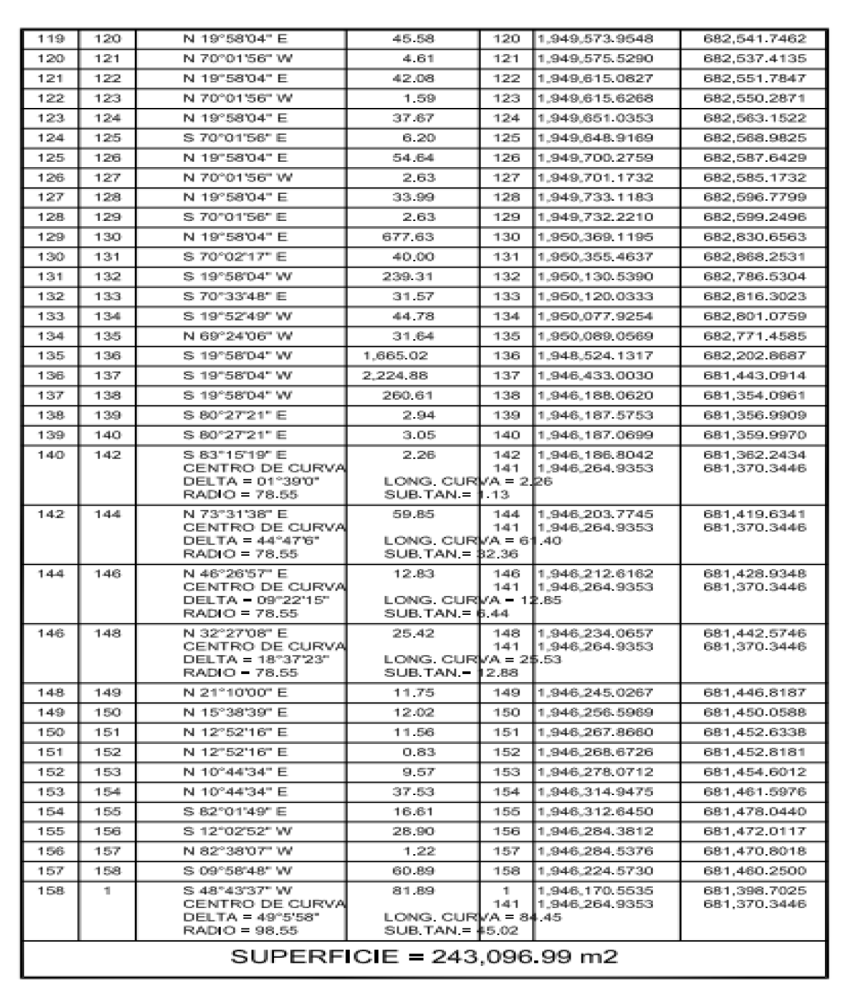 119 120 N 19°58'04" E 45.58 120 1,949,573.9548 682,541.7462
120 121 N 70°01'56" W 4.61 121 1,949,575.5290 682,537.4135
121 122 N 19°58'04" E 42.08 122 1,949,615.0827 682,551.7847
122 123 N 70°01'56" W 1.59 123 1,949,615.6268 682,550.2871
123 124 N 19°58'04" E 37.67 124 1,949,651.0353 682,563.1522
124 125 S 70°01'56" E 6.20 125 1,949,648.9169 682,568.9825
125 126 N 19°58'04" E 54.64 126 1,949,700.2759 682,587.6429
126 127 N 70°01'56" W 2.63 127 1,949,701.1732 682,585.1732
127 128 N 19°58'04" E 33.99 128 1,949,733.1183 682,596.7799
128 129 S 70°01'56" E 2.63 129 1,949,732.2210 682,599.2496
129 130 N 19°58'04" E 677.63 130 1,950,369.1195 682,830.6563
130 131 S 70°02'17" E 40.00 131 1,950,355.4637 682,868.2531
131 132 S 19°58'04" W 239.31 132 1,950,130.5390 682,786.5304
132 133 S 70°33'48" E 31.57 133 1,950,120.0333 682,816.3023
133 134 S 19°52'49" W 44.78 134 1,950,077.9254 682,801.0759
134 135 N 69°24'06" W 31.64 135 1,950,089.0569 682,771.4585
135 136 S 19°58'04" W 1,665.02 136 1,948,524.1317 682,202.8687
136 137 S 19°58'04" W 2,224.88 137 1,946,433.0030 681,443.0914
137 138 S 19°58'04" W 260.61 138 1,946,188.0620 681,354.0961
138 139 S 80°27'21" E 2.94 139 1,946,187.5753 681,356.9909
139 140 S 80°27'21" E 3.05 140 1,946,187.0699 681,359.9970
140 142 S 83°15'19" E 2.26 142 1,946,186.8042 681,362.2434
CENTRO DE CURVA 141 1,946,264.9353 681,370.3446
DELTA = 01°39'0" LONG. CURVA = 2.26
RADIO = 78.55 SUB.TAN.= 1.13
142 144 N 73°31'38" E 59.85 144 1,946,203.7745 681,419.6341
CENTRO DE CURVA 141 1,946,264.9353 681,370.3446
DELTA = 44°47'6" LONG. CURVA = 61.40
RADIO = 78.55 SUB.TAN.= 32.36
144 146 N 46°26'57" E 12.83 146 1,946,212.6162 681,428.9348
CENTRO DE CURVA 141 1,946,264.9353 681,370.3446
DELTA = 09°22'15" LONG. CURVA = 12.85
RADIO = 78.55 SUB.TAN.= 6.44
146 148 N 32°27'08" E 25.42 148 1,946,234.0657 681,442.5746
CENTRO DE CURVA 141 1,946,264.9353 681,370.3446
DELTA = 18°37'23" LONG. CURVA = 25.53
RADIO = 78.55 SUB.TAN.= 12.88
148 149 N 21°10'00" E 11.75 149 1,946,245.0267 681,446.8187
149 150 N 15°38'39" E 12.02 150 1,946,256.5969 681,450.0588
150 151 N 12°52'16" E 11.56 151 1,946,267.8660 681,452.6338
151 152 N 12°52'16" E 0.83 152 1,946,268.6726 681,452.8181
152 153 N 10°44'34" E 9.57 153 1,946,278.0712 681,454.6012
153 154 N 10°44'34" E 37.53 154 1,946,314.9475 681,461.5976
154 155 S 82°01'49" E 16.61 155 1,946,312.6450 681,478.0440
155 156 S 12°02'52" W 28.90 156 1,946,284.3812 681,472.0117
156 157 N 82°38'07" W 1.22 157 1,946,284.5376 681,470.8018
157 158 S 09°58'48" W 60.89 158 1,946,224.5730 681,460.2500
158 1 S 48°43'37" W 81.89 1 1,946,170.5535 681,398.7025
CENTRO DE CURVA 141 1,946,264.9353 681,370.3446
DELTA = 49°5'58" LONG. CURVA = 84.45
RADIO = 98.55 SUB.TAN.= 45.02
SUPERFICIE = 243,096.99 m2